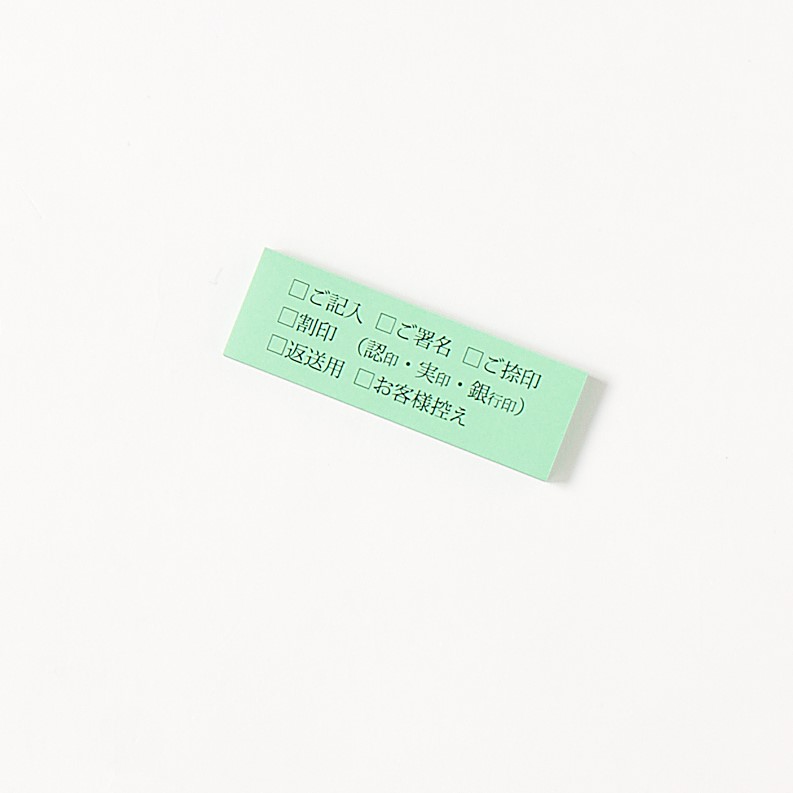 □ご記入 □ご署名 □ご捺印
□割印 （認印・実印・銀行印）
□返送用 □お客様控え